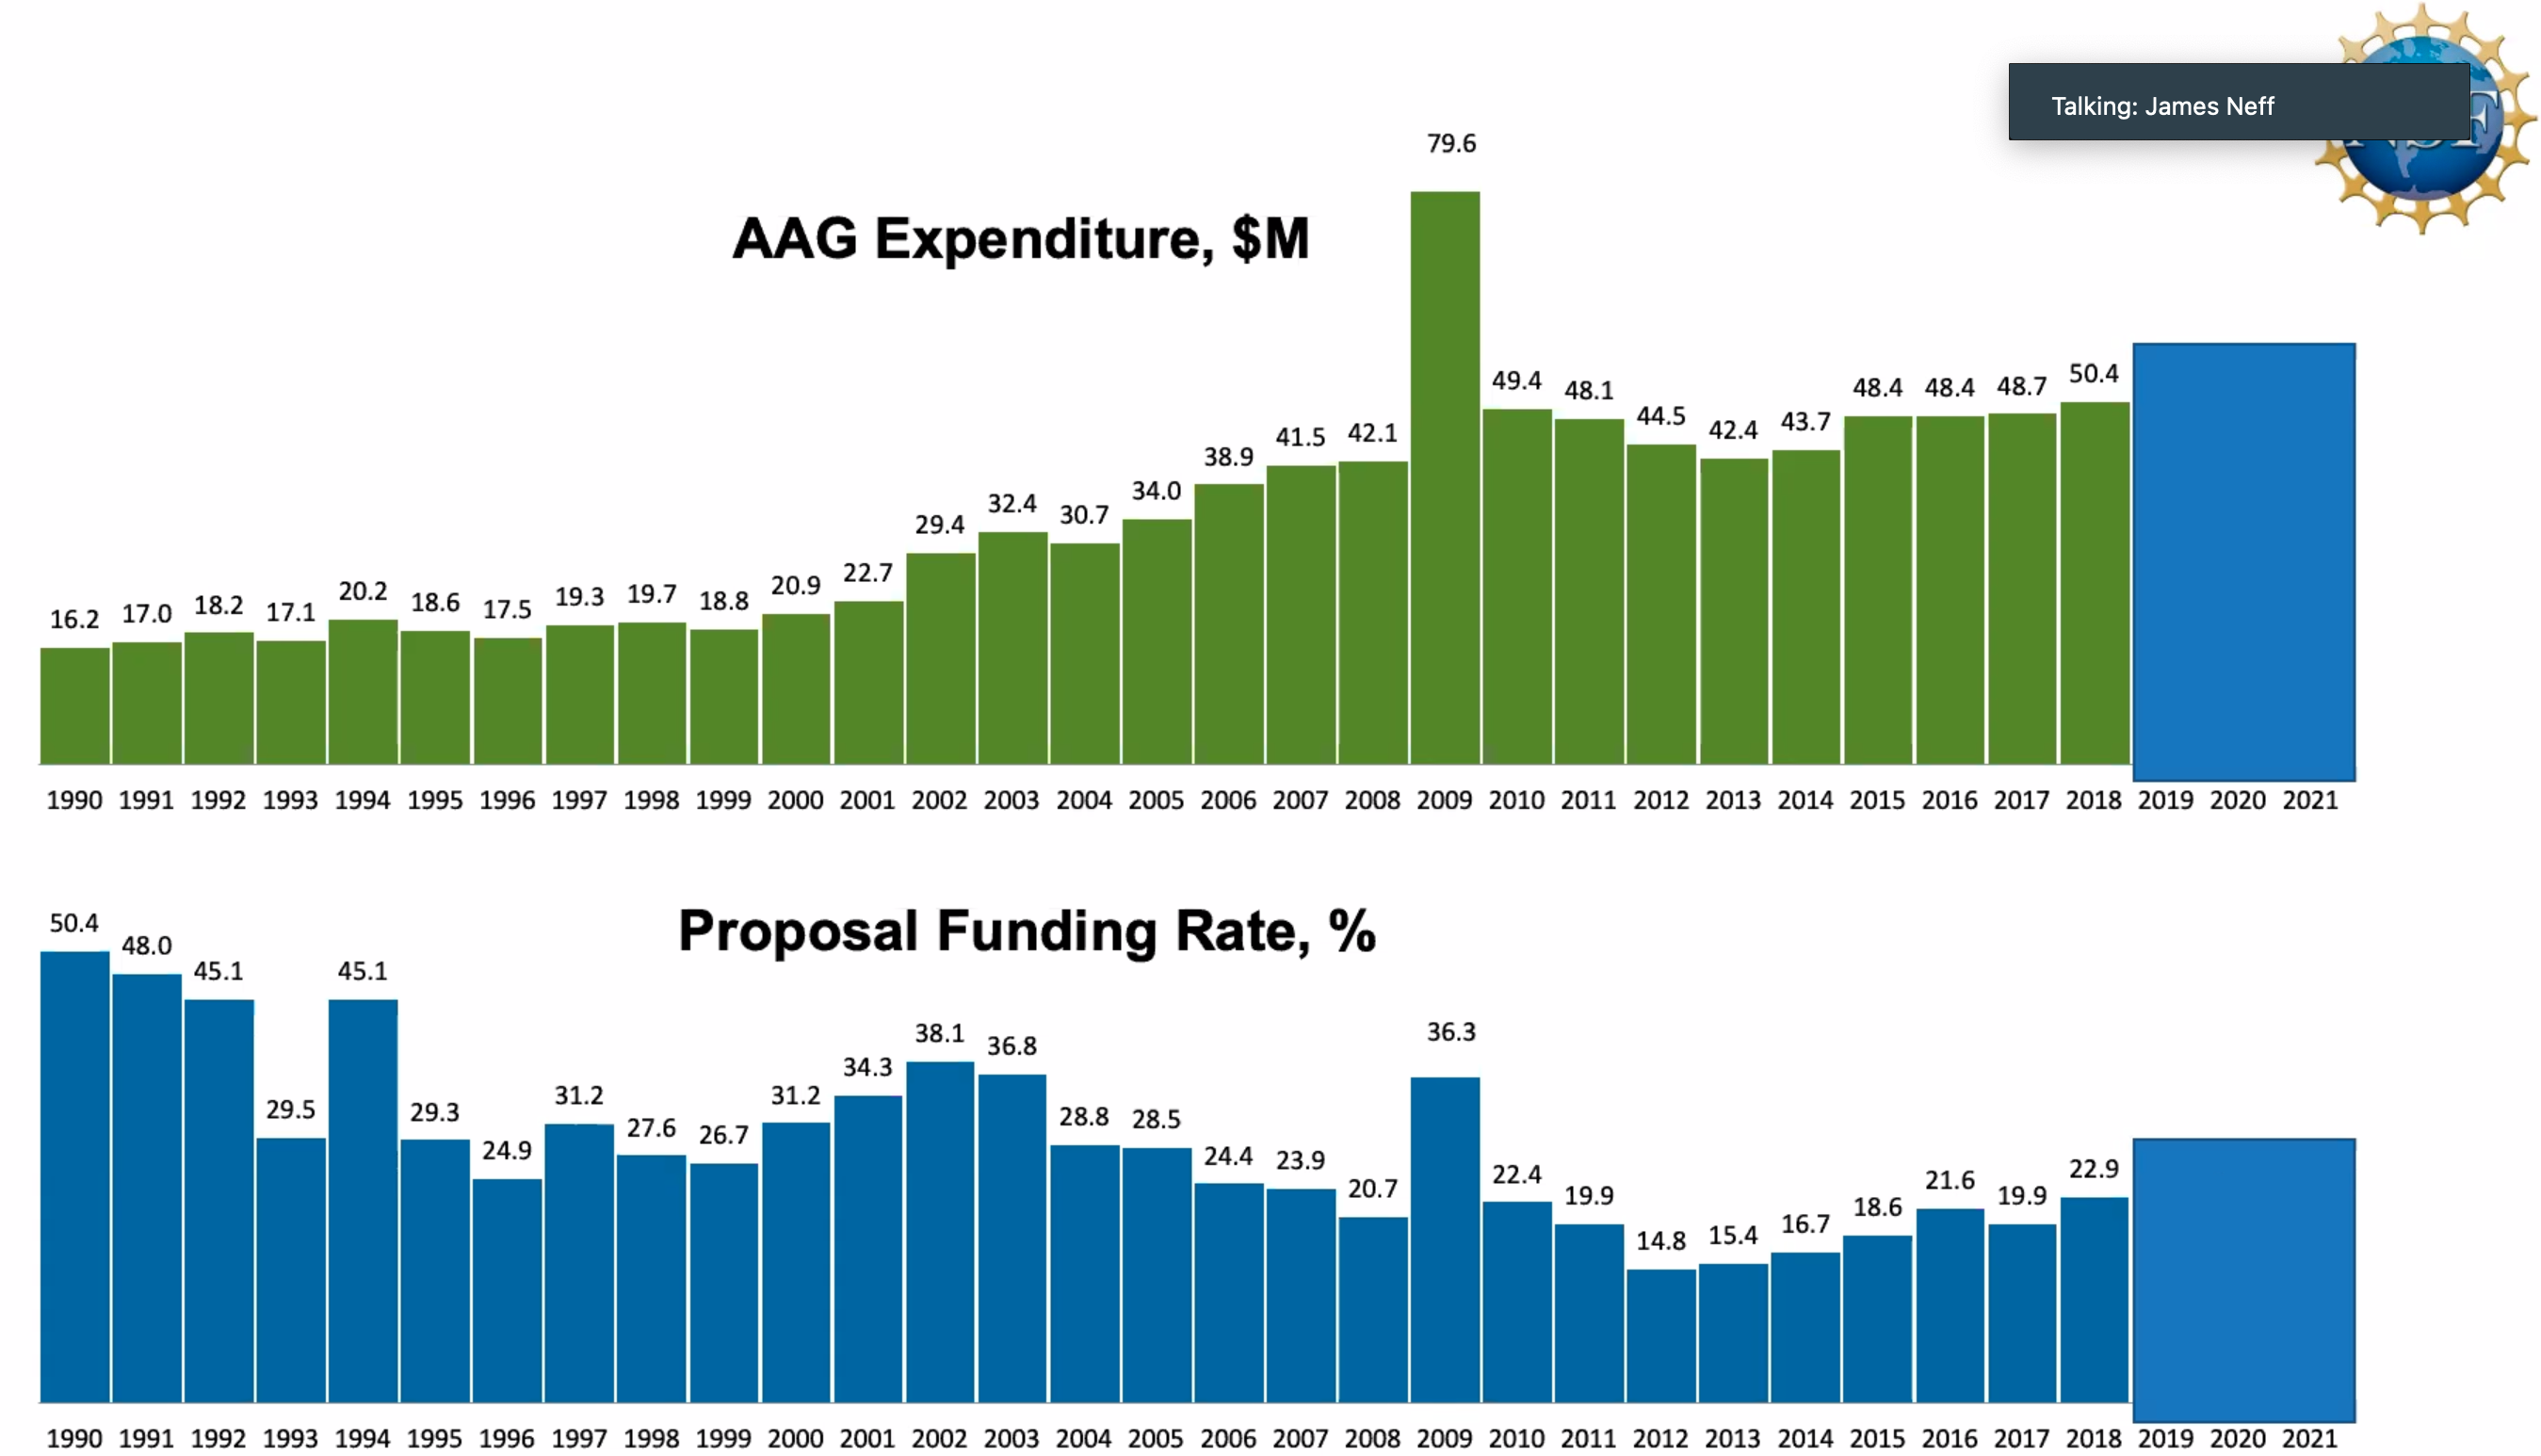 Talking: James Neff
AAG Expenditure, $M
16.2 17.0 18.2 17.1 20.2 18.6 17.5 19.3 19.7 18.8 20.9 22.7 29.4 32.4 30.7 34.0 38.9 41.5 42.1 79.6 49.4 48.1 44.5 42.4 43.7 48.4 48.4 48.7 50.4
1990 1991 1992 1993 1994 1995 1996 1997 1998 1999 2000 2001 2002 2003 2004 2005 2006 2007 2008 2009 2010 2011 2012 2013 2014 2015 2016 2017 2018 2019 2020 2021
Proposal Funding Rate, %
50.4 48.0 45.1 29.5 45.1 29.3 24.9 31.2 27.6 26.7 31.2 34.3 38.1 36.8 28.8 28.5 24.4 23.9 20.7 36.3 22.4 19.9 14.8 15.4 16.7 18.6 21.6 19.9 22.9
1990 1991 1992 1993 1994 1995 1996 1997 1998 1999 2000 2001 2002 2003 2004 2005 2006 2007 2008 2009 2010 2011 2012 2013 2014 2015 2016 2017 2018 2019 2020 2021